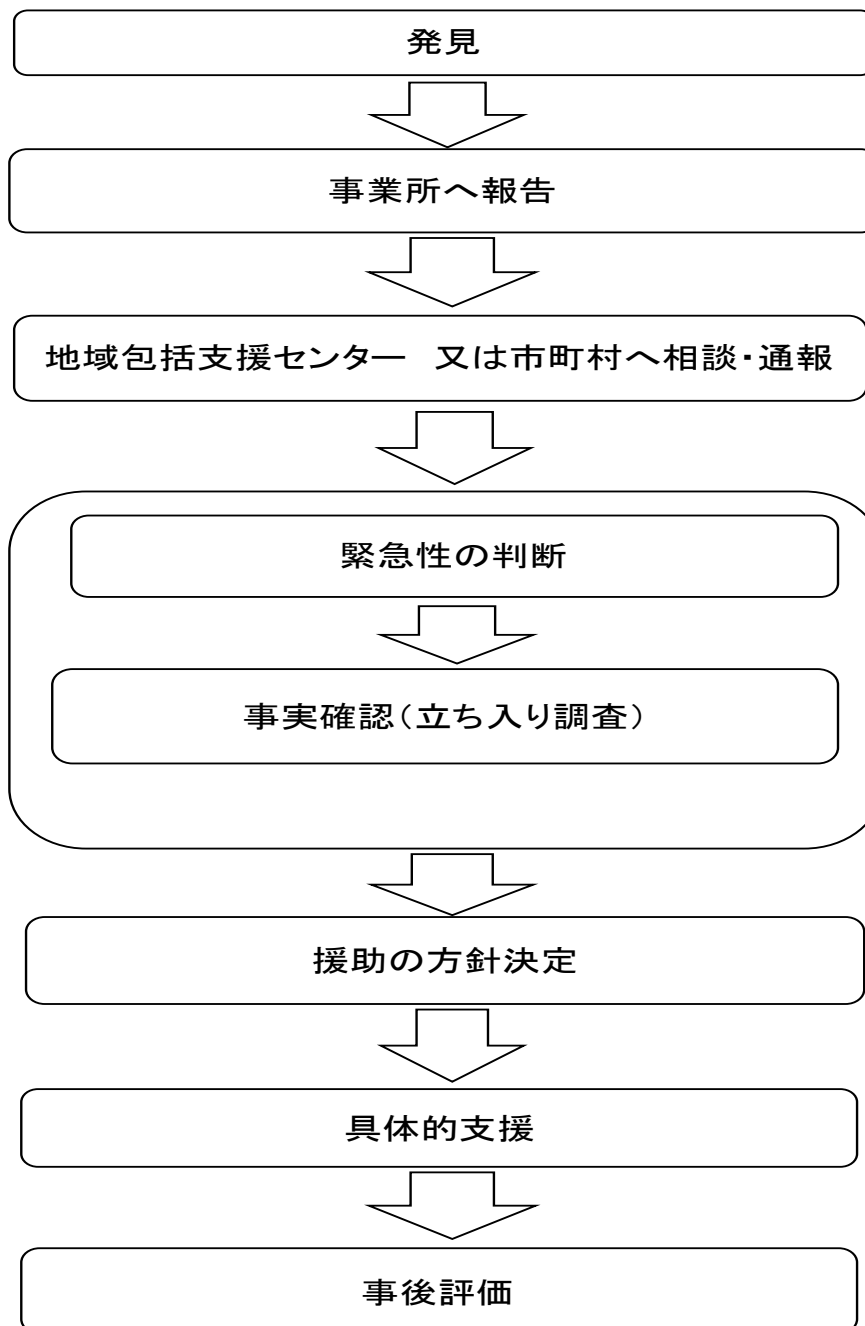 発見
事業所へ報告
地域包括支援センター　又は市町村へ相談・通報
緊急性の判断
事実確認（立ち入り調査）
援助の方針決定
具体的支援
事後評価